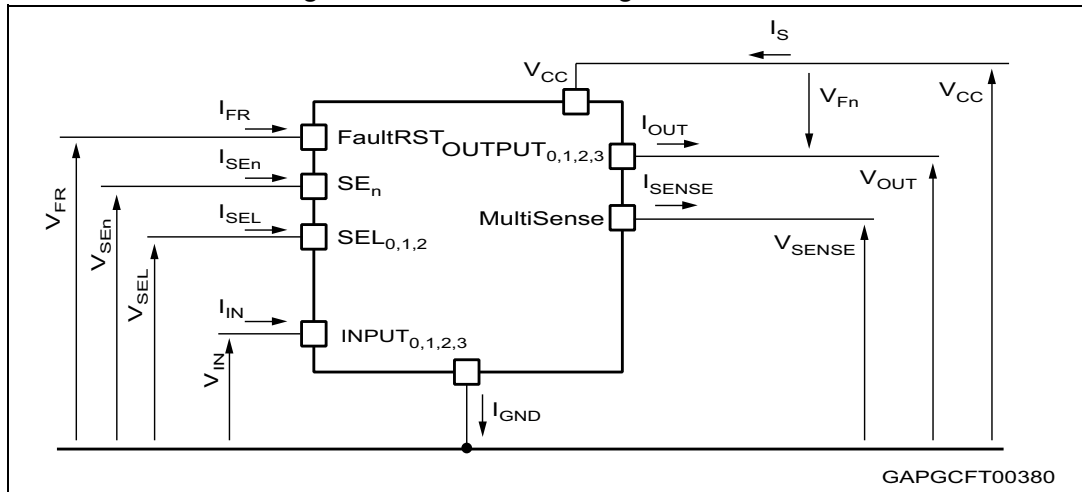 I_S
V_CC
V_Fn
V_CC
I_FR
FaultRST
OUTPUT_0,1,2,3
I_OUT
I_SEn
SE_n
I_SENSE
V_OUT
V_FR
V_SEn
I_SEL
SEL_0,1,2
MultiSense
V_SENSE
V_SEL
I_IN
INPUT_0,1,2,3
V_IN
I_GND
GAPGCFT00380